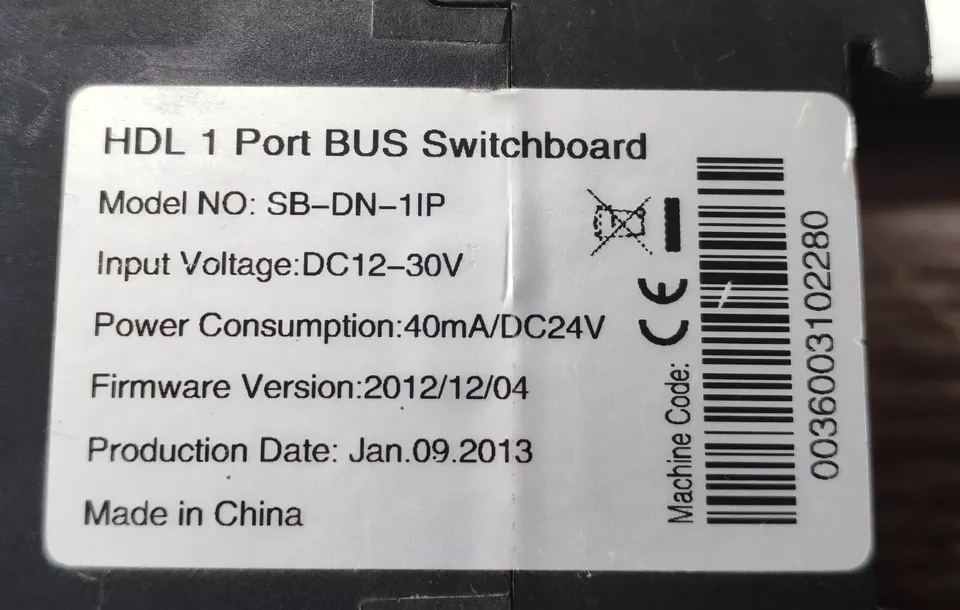 HDL 1 Port BUS Switchboard
Model NO: SB-DN-1IP
Input Voltage:DC12-30V
Power Consumption:40mA/DC24V
Firmware Version:2012/12/04
Production Date: Jan.09.2013
Made in China
CE
Machine Code:
0036003102280